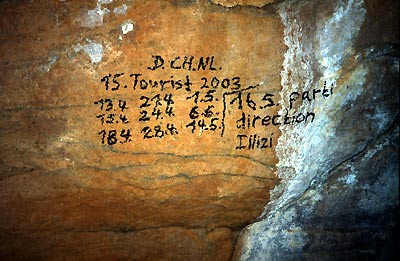 D.CH.NL.
15. Tourist 2003
13.4. 21.4. 1.5. 16.5. parti
15.4. 24.4. 6.5. direction
18.4. 28.4. 14.5. Illizi